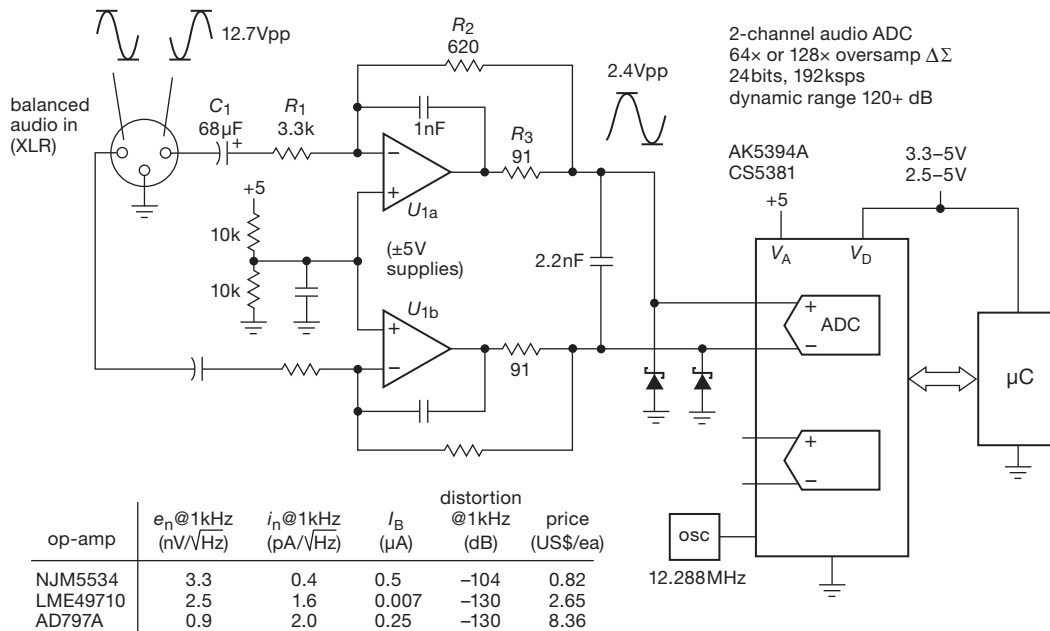 12.7Vpp
balanced
audio in
(XLR)
C1
68µF
+
R1
3.3k
R2
620
1nF
−
+
U1a
R3
91
2.4Vpp
+5
10k
10k
(±5V
supplies)
2.2nF
U1b
+
−
91
2-channel audio ADC
64× or 128× oversamp ΔΣ
24bits, 192ksps
dynamic range 120+ dB
AK5394A
CS5381
3.3–5V
2.5–5V
+5
VA
VD
+
ADC
−
+
−
µC
osc
12.288MHz
op-amp en@1kHz (nV/√Hz) in@1kHz (pA/√Hz) IB (µA) distortion @1kHz (dB) price (US$/ea)
NJM5534 3.3 0.4 0.5 –104 0.82
LME49710 2.5 1.6 0.007 –130 2.65
AD797A 0.9 2.0 0.25 –130 8.36